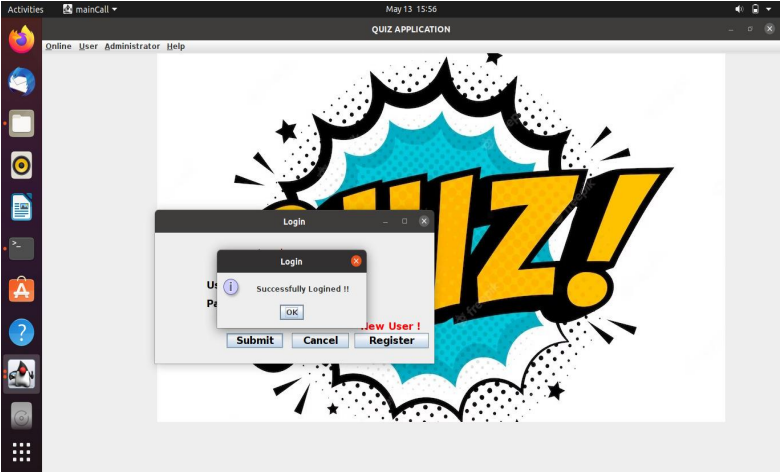 Activities mainCall May 13 15:56
QUIZ APPLICATION
Online User Administrator Help
UIZ!
Login
Login
Us
Successfully Logined !!
Pa
OK
New User !
Submit Cancel Register